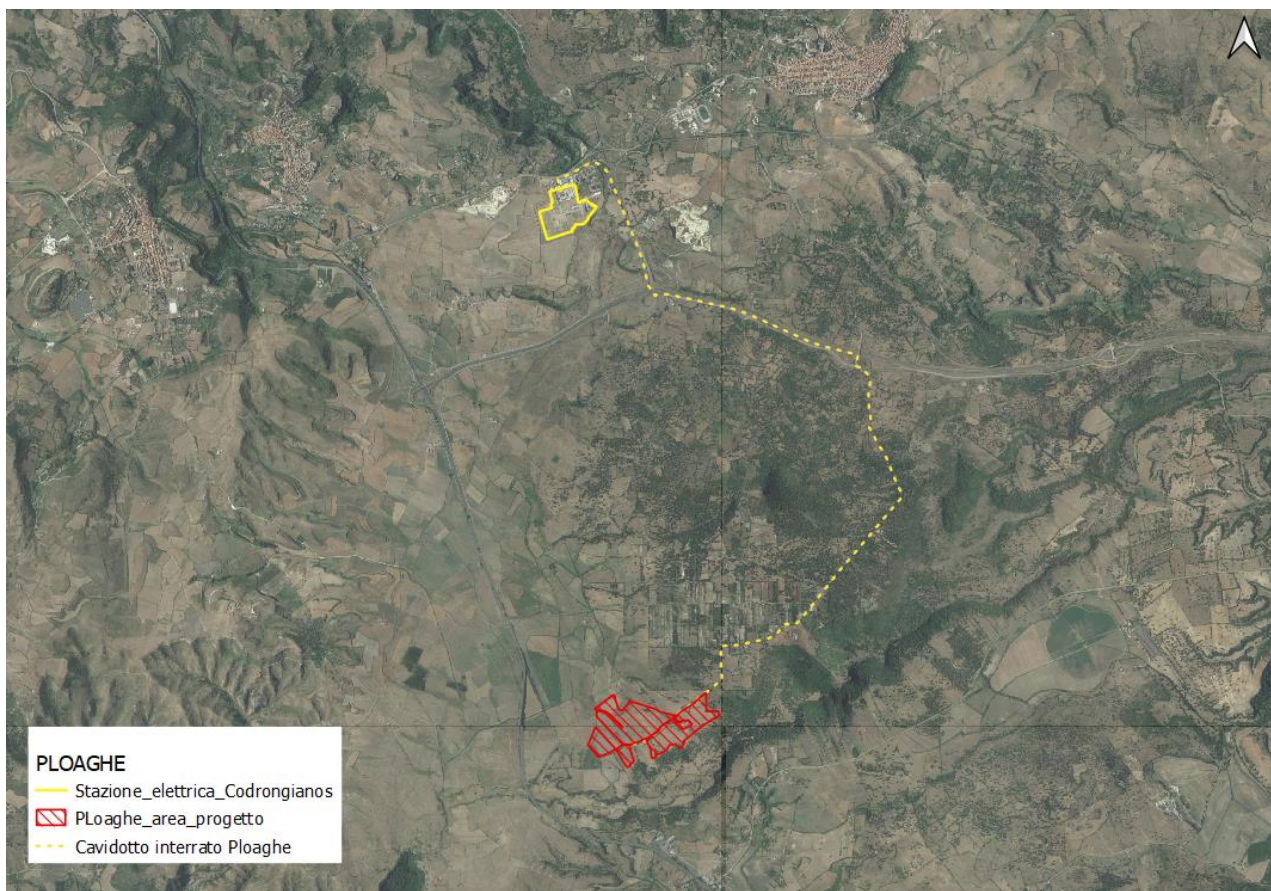 PLOAGHE
Stazione_elettrica_Codrongianos
PLoaghe_area_progetto
Cavidotto interrato Ploaghe